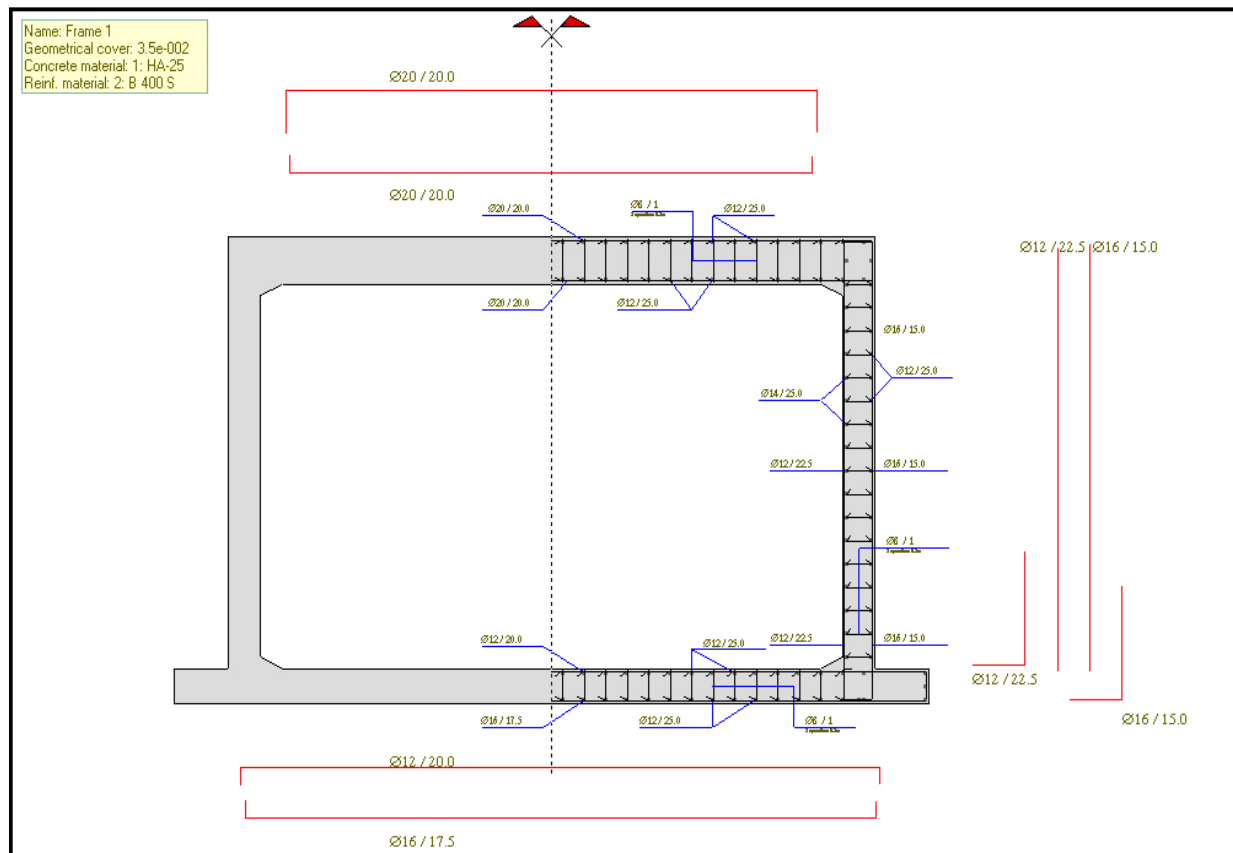 Name: Frame 1
Geometrical cover: 3.5e-002
Concrete material: 1: HA-25
Reinf. material: 2: B 400 S
Ø20 / 20.0
Ø20 / 20.0
Ø20 / 20.0
Ø8 / 1
Ø12 / 25.0
Ø12 / 22.5
Ø16 / 15.0
Ø20 / 20.0
Ø12 / 25.0
Ø16 / 15.0
Ø12 / 25.0
Ø14 / 25.0
Ø12 / 22.5
Ø16 / 15.0
Ø8 / 1
Ø12 / 20.0
Ø12 / 25.0
Ø12 / 22.5
Ø16 / 15.0
Ø12 / 22.5
Ø16 / 17.5
Ø12 / 25.0
Ø8 / 1
Ø16 / 15.0
Ø12 / 20.0
Ø16 / 17.5